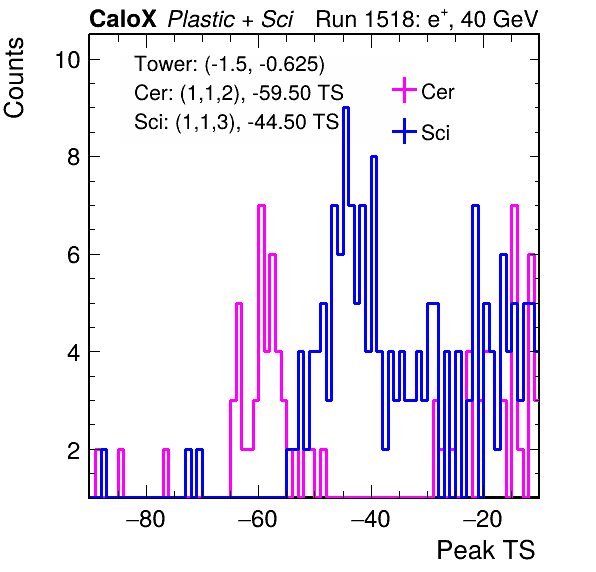 CaloX Plastic + Sci Run 1518: e+, 40 GeV
Counts
Tower: (-1.5, -0.625)
Cer: (1,1,2), -59.50 TS
Sci: (1,1,3), -44.50 TS
Cer
Sci
10
8
6
4
2
−80 −60 −40 −20
Peak TS